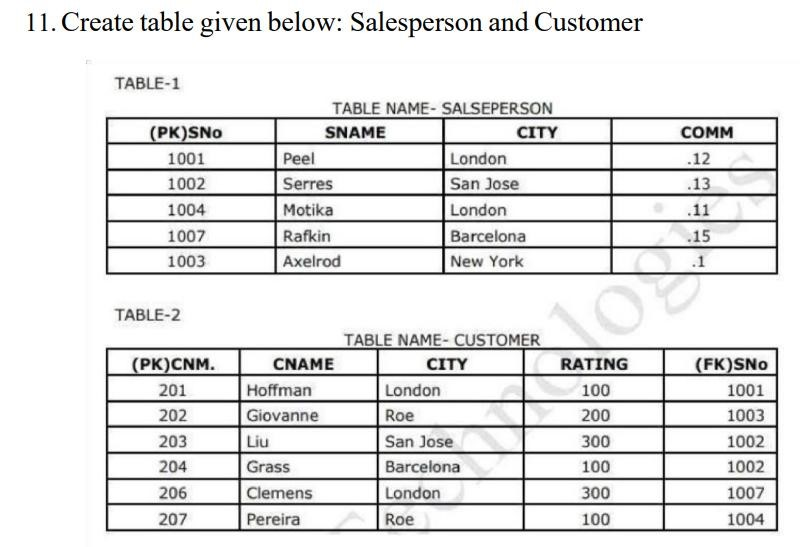 11. Create table given below: Salesperson and Customer
TABLE-1
TABLE NAME- SALSEPERSON
(PK)SNo SNAME CITY COMM
1001 Peel London .12
1002 Serres San Jose .13
1004 Motika London .11
1007 Rafkin Barcelona .15
1003 Axelrod New York .1
TABLE-2
TABLE NAME- CUSTOMER
(PK)CNM. CNAME CITY RATING (FK)SNo
201 Hoffman London 100 1001
202 Giovanne Roe 200 1003
203 Liu San Jose 300 1002
204 Grass Barcelona 100 1002
206 Clemens London 300 1007
207 Pereira Roe 100 1004
Technologies